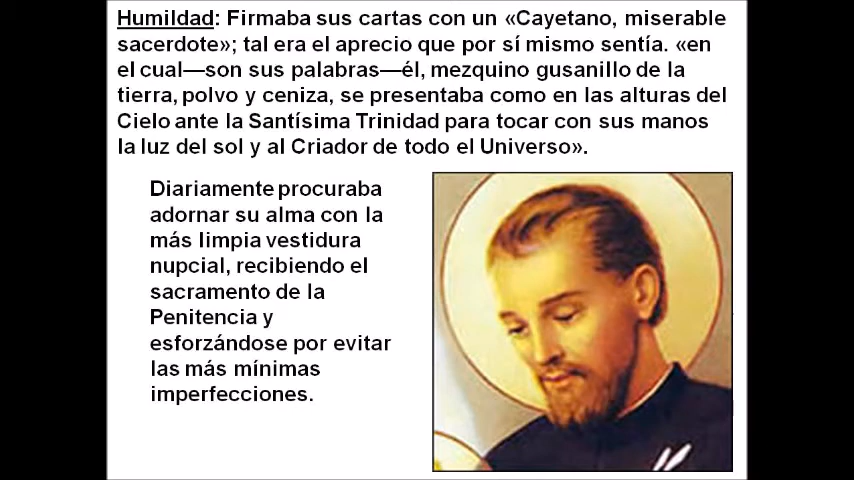 Humildad: Firmaba sus cartas con un «Cayetano, miserable
sacerdote»; tal era el aprecio que por sí mismo sentía. «en
el cual—son sus palabras—él, mezquino gusanillo de la
tierra, polvo y ceniza, se presentaba como en las alturas del
Cielo ante la Santísima Trinidad para tocar con sus manos
la luz del sol y al Criador de todo el Universo».
Diariamente procuraba
adornar su alma con la
más limpia vestidura
nupcial, recibiendo el
sacramento de la
Penitencia y
esforzándose por evitar
las más mínimas
imperfecciones.